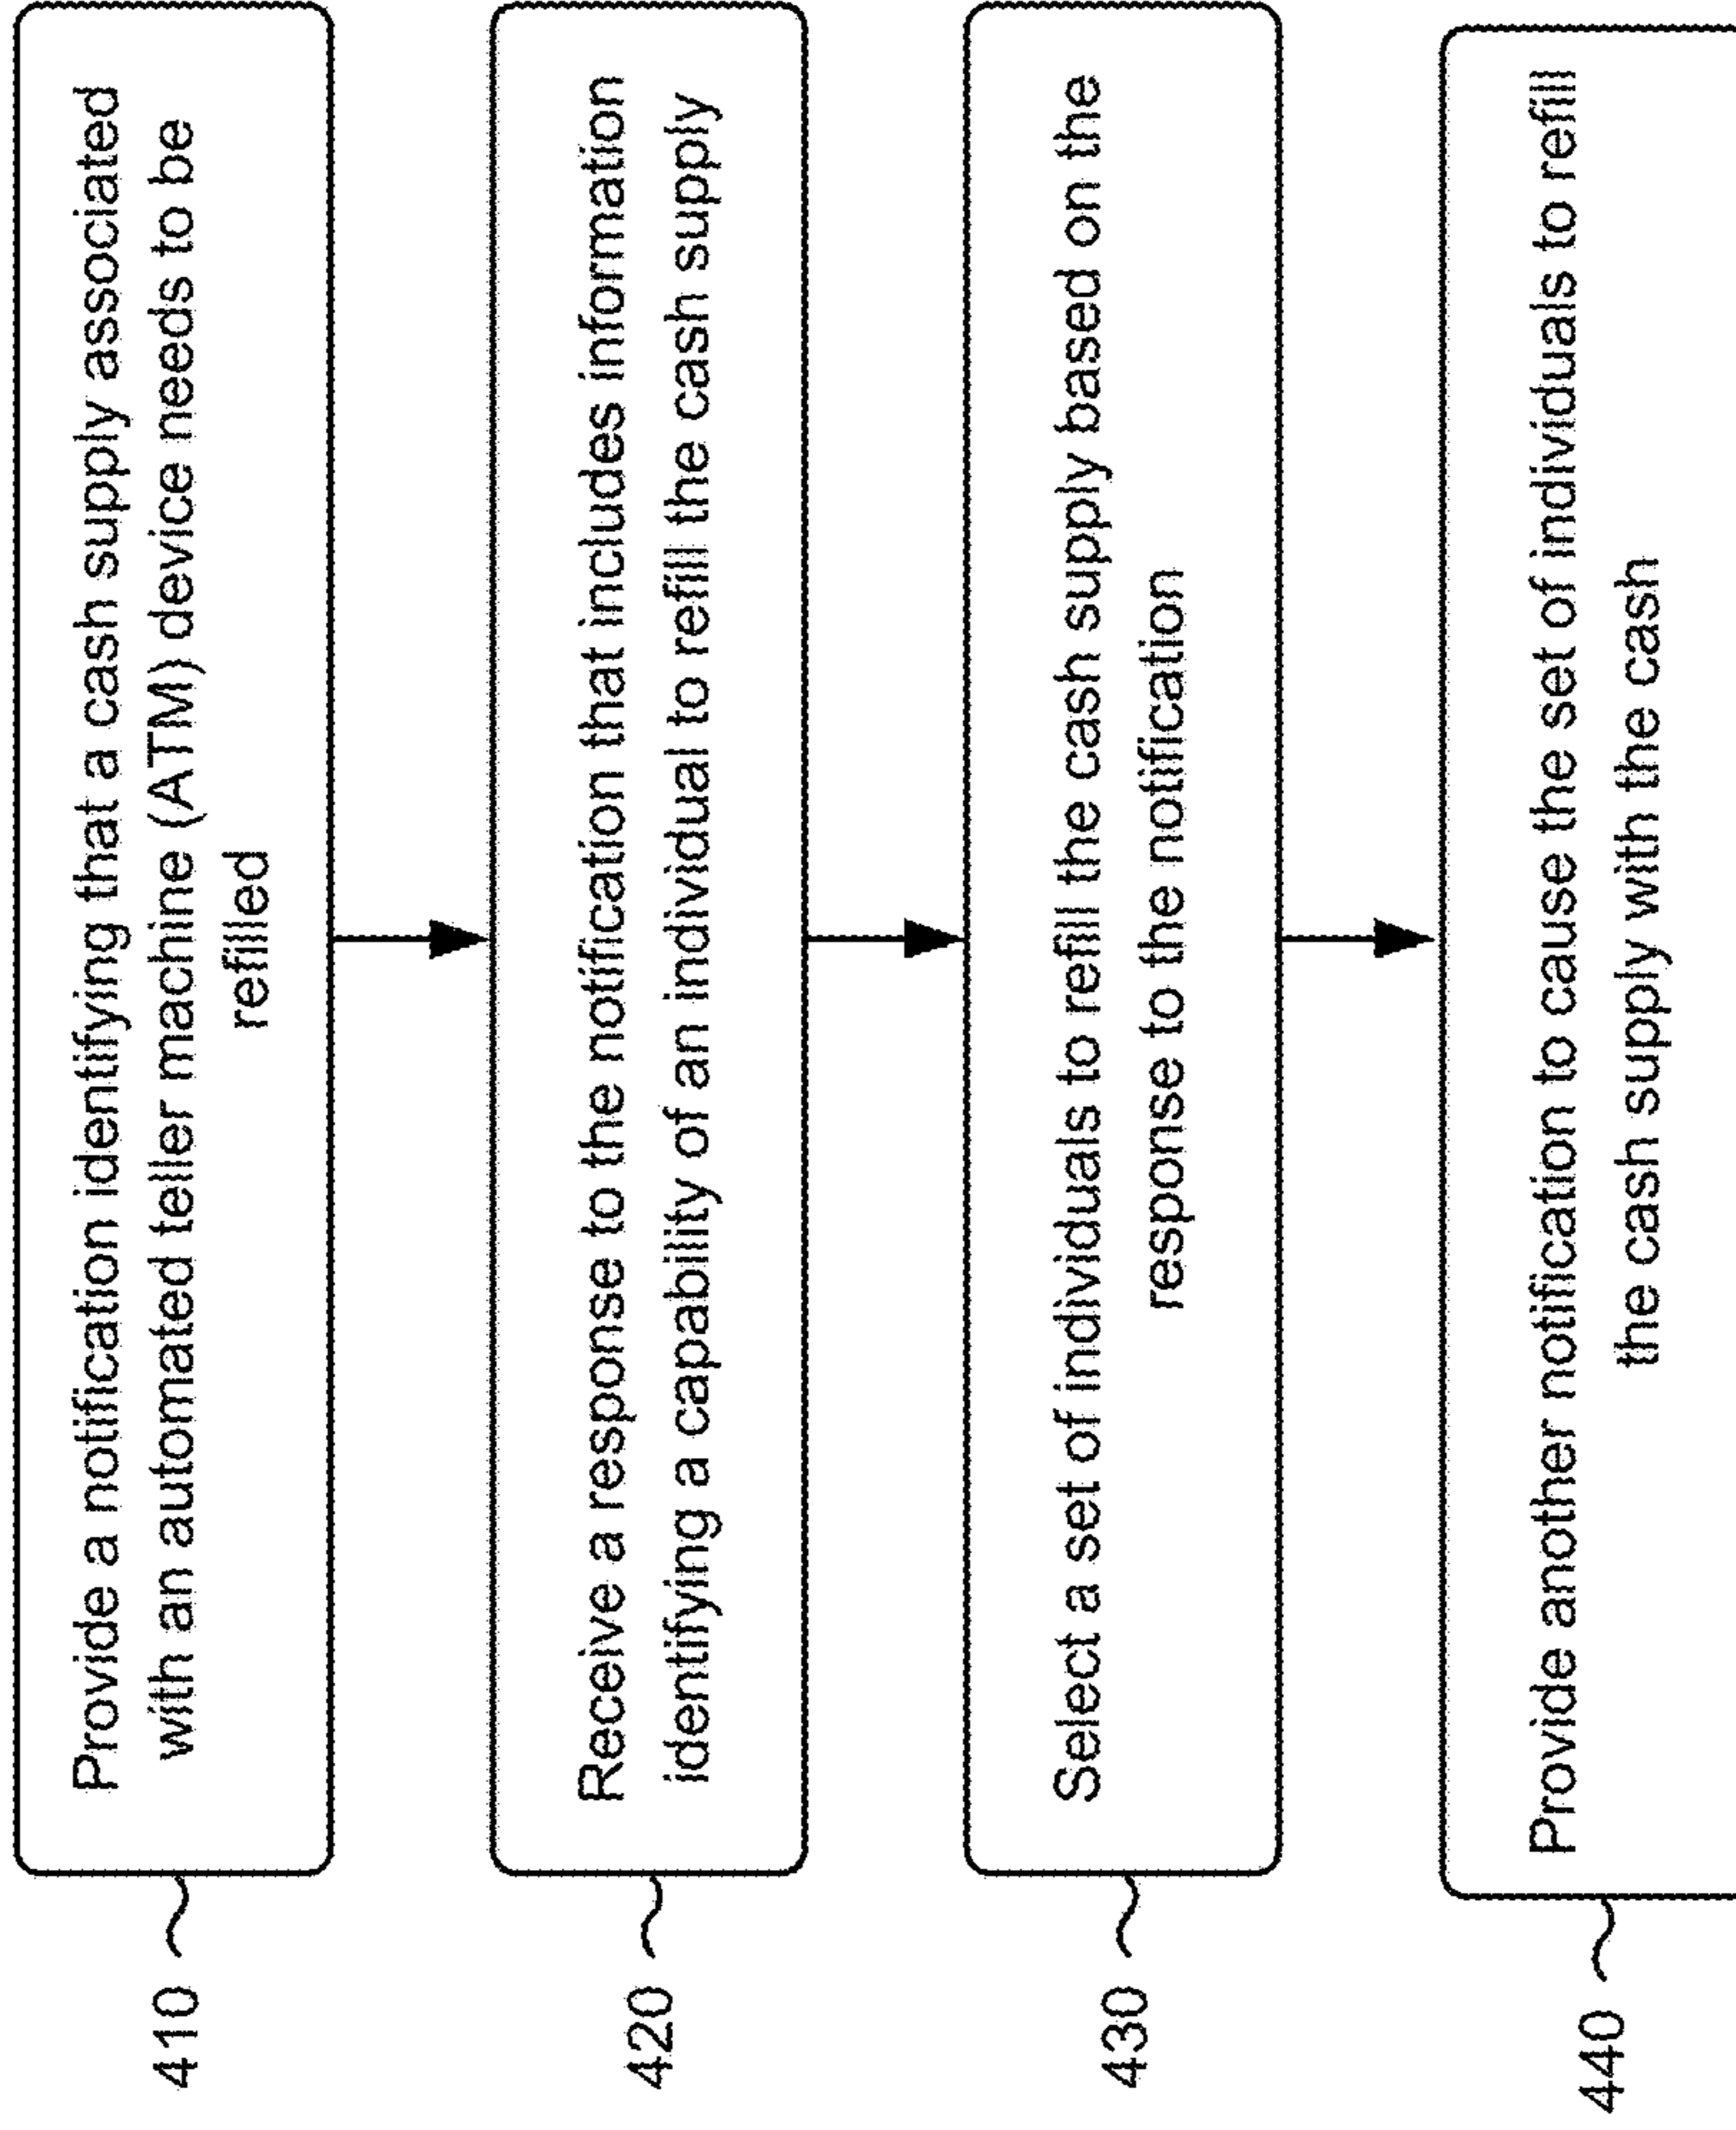 410
Provide a notification identifying that a cash supply associated
with an automated teller machine (ATM) device needs to be
refilled
420
Receive a response to the notification that includes information
identifying a capability of an individual to refill the cash supply
430
Select a set of individuals to refill the cash supply based on the
response to the notification
440
Provide another notification to cause the set of individuals to refill
the cash supply with the cash